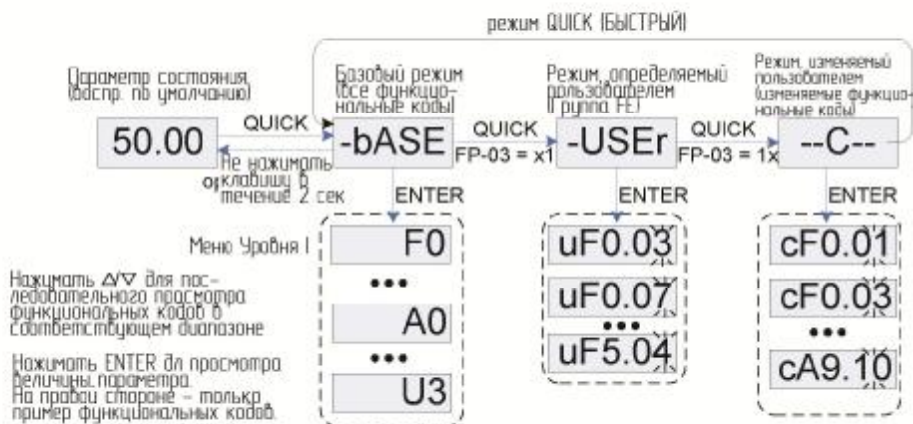 режим QUICK (БЫСТРЫЙ)
Параметр состояния,
(воспр. по умолчанию)
Базовый режим
(все функцио-
нальные коды)
Режим, определяемый
пользователем
(Группа FE)
Режим, изменяемый
пользователем
(изменяемые функцио-
нальные коды)
50.00
QUICK
-bASE
QUICK
FP-03 = x1
-USEr
QUICK
FP-03 = 1x
--C--
Не нажимать
клавишу в
течение 2 сек
ENTER
ENTER
ENTER
Меню Уровня I
F0
•••
A0
•••
U3
uF0.03
uF0.07
•••
uF5.04
cF0.01
cF0.03
•••
cA9.10
Нажимать △/▽ для пос-
ледовательного просмотра
функциональных кодов в
соответствующем диапазоне
Нажимать ENTER дл просмотра
величины параметра.
На правой стороне – только
пример функциональных кодов.